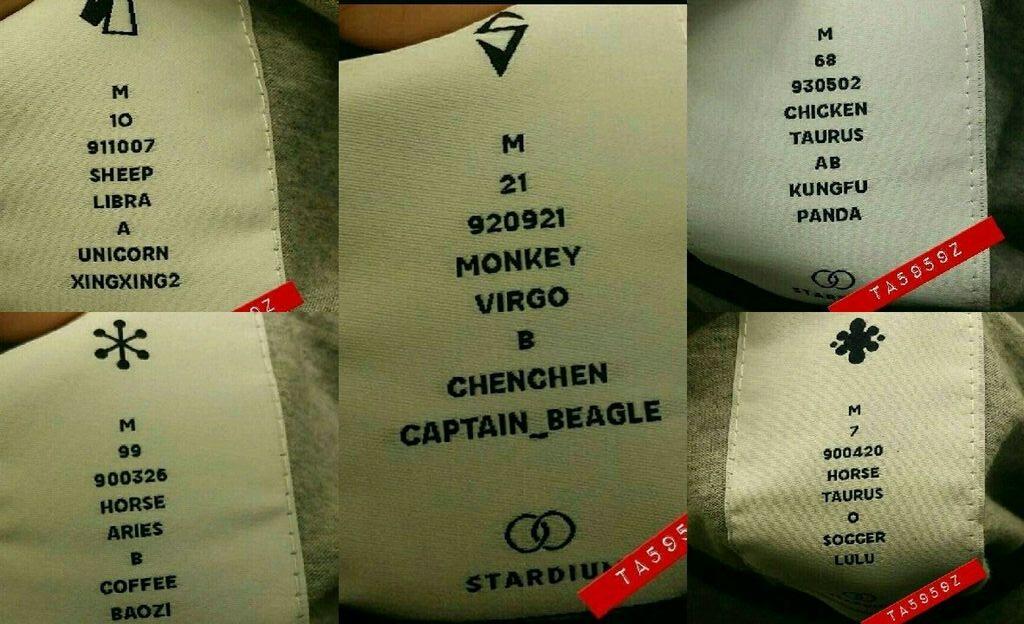 M
10
911007
SHEEP
LIBRA
A
UNICORN
XINGXING2
M
99
900326
HORSE
ARIES
B
COFFEE
BAOZI
M
21
920921
MONKEY
VIRGO
B
CHENCHEN
CAPTAIN_BEAGLE
STARDIUM
TA595
M
68
930502
CHICKEN
TAURUS
AB
KUNGFU
PANDA
TA5959Z
M
7
900420
HORSE
TAURUS
O
SOCCER
LULU
TA5959Z